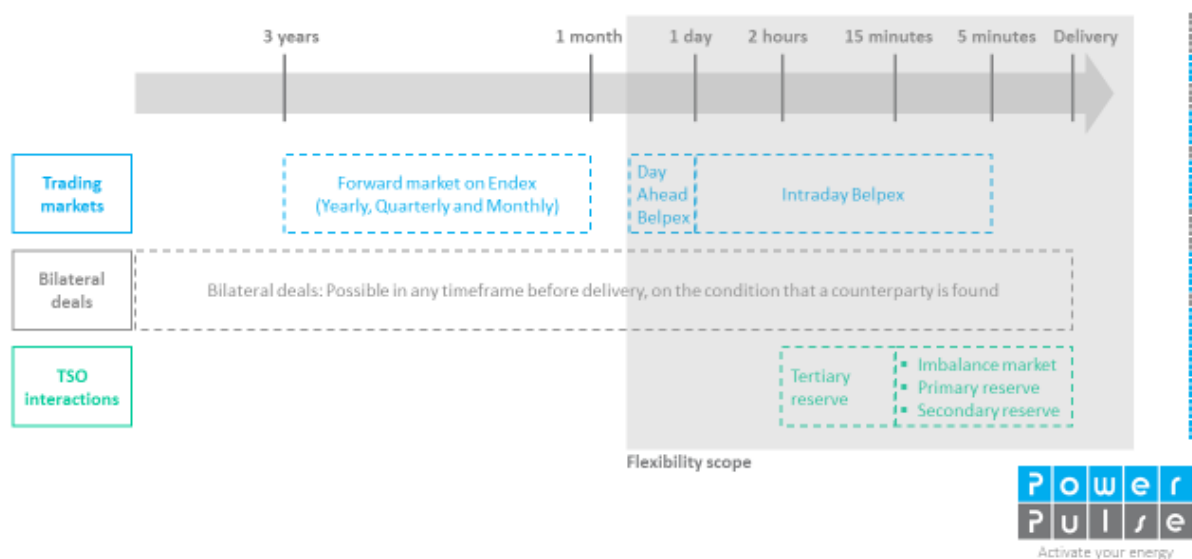 3 years 1 month 1 day 2 hours 15 minutes 5 minutes Delivery
Trading
markets
Forward market on Endex
(Yearly, Quarterly and Monthly)
Day
Ahead
Belpex
Intraday Belpex
Bilateral
deals
Bilateral deals: Possible in any timeframe before delivery, on the condition that a counterparty is found
TSO
interactions
Tertiary
reserve
▪ Imbalance market
▪ Primary reserve
▪ Secondary reserve
Flexibility scope
Power
Pulse
Activate your energy